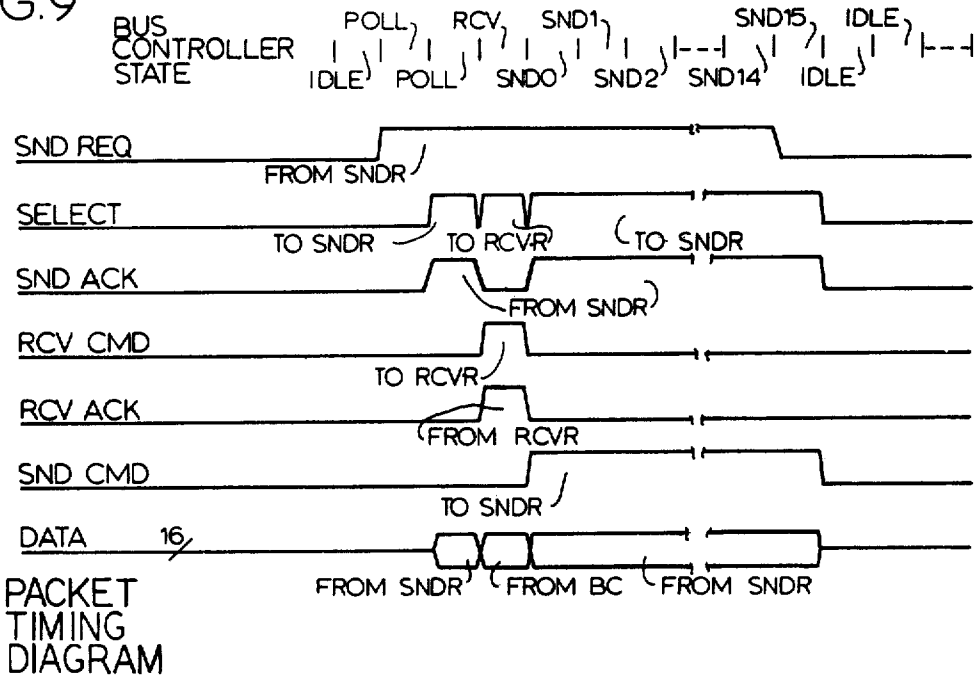 G.9
BUS CONTROLLER STATE
POLL RCV SND1 SND15 IDLE
IDLE POLL SND0 SND2 SND14 IDLE
SND REQ
FROM SNDR
SELECT
TO SNDR TO RCVR TO SNDR
SND ACK
FROM SNDR
RCV CMD
TO RCVR
RCV ACK
FROM RCVR
SND CMD
TO SNDR
DATA 16
FROM SNDR FROM BC FROM SNDR
PACKET
TIMING
DIAGRAM